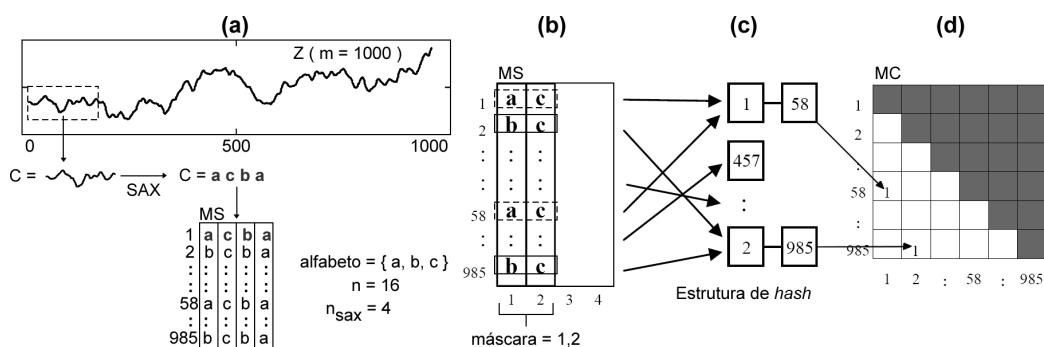 (a)
Z ( m = 1000 )
0 500 1000
C =
SAX
C = a c b a
MS
1 a c b a
2 b c b a
: : : : :
: : : : :
58 a c b a
: : : : :
985 b c b a
alfabeto = { a, b, c }
n = 16
nsax = 4
(b)
MS
1 a c
2 b c
: : :
: : :
58 a c
: : :
985 b c
1 2 3 4
máscara = 1,2
(c)
1 58
457
:
2 985
Estrutura de hash
(d)
MC
1
2
:
58 1
:
985 1
1 2 : 58 : 985